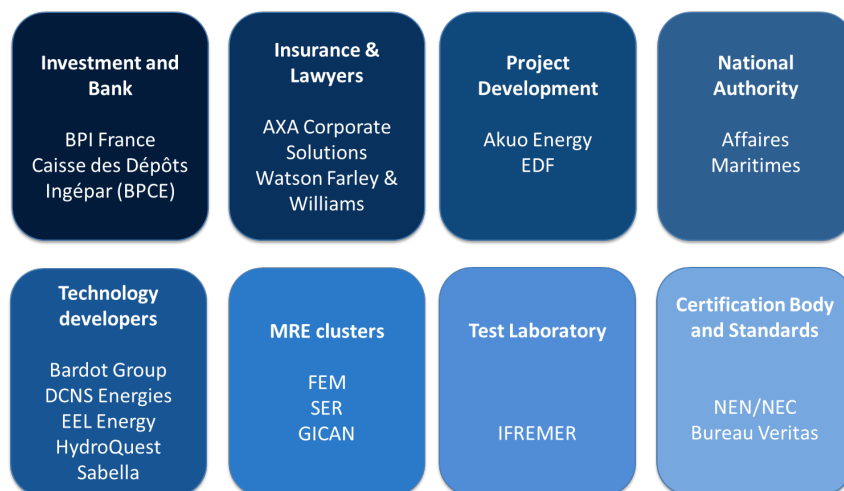 Investment and
Bank
BPI France
Caisse des Dépôts
Ingépar (BPCE)
Insurance &
Lawyers
AXA Corporate
Solutions
Watson Farley &
Williams
Project
Development
Akuo Energy
EDF
National
Authority
Affaires
Maritimes
Technology
developers
Bardot Group
DCNS Energies
EEL Energy
HydroQuest
Sabella
MRE clusters
FEM
SER
GICAN
Test Laboratory
IFREMER
Certification Body
and Standards
NEN/NEC
Bureau Veritas